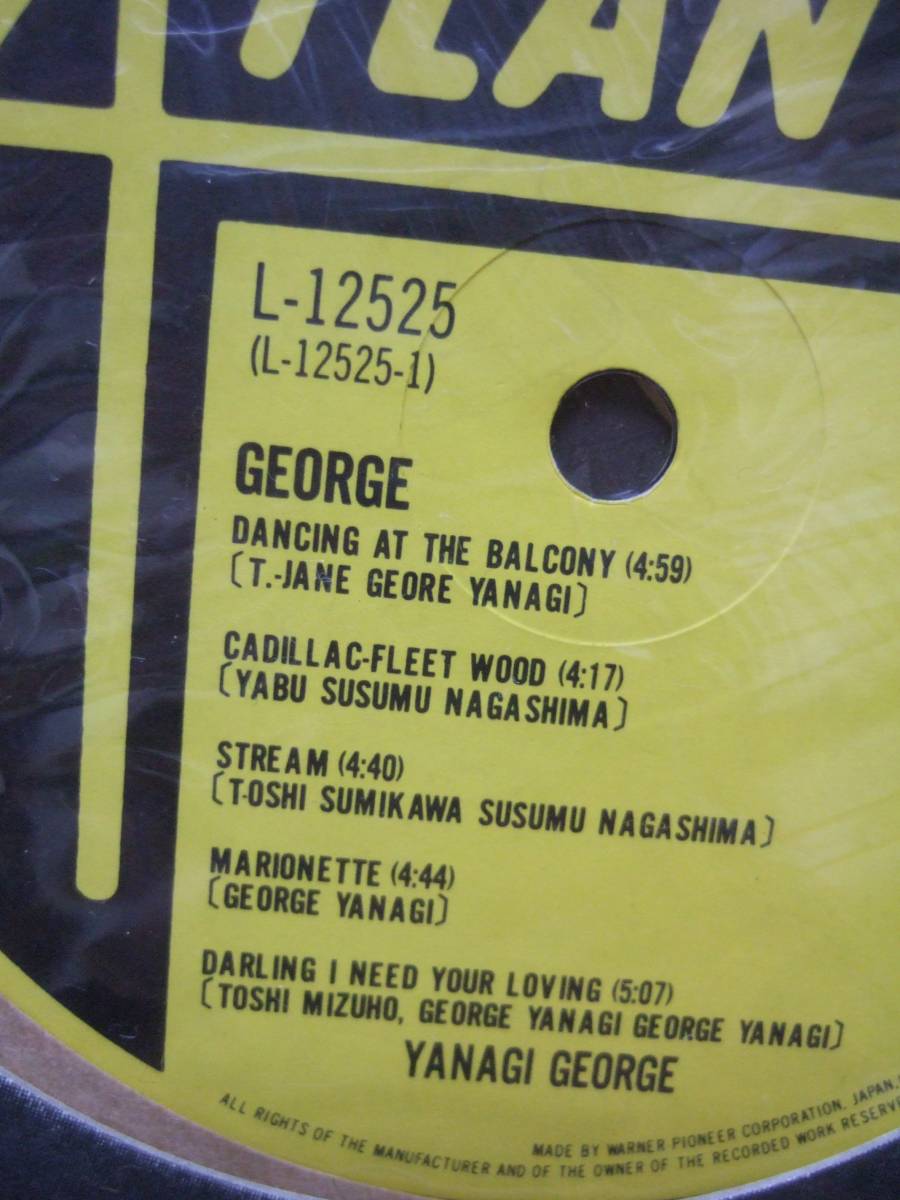 TLAN
L-12525
(L-12525-1)
GEORGE
DANCING AT THE BALCONY (4:59)
[T.-JANE GEORE YANAGI]
CADILLAC-FLEET WOOD (4:17)
[YABU SUSUMU NAGASHIMA]
STREAM (4:40)
[T-OSHI SUMIKAWA SUSUMU NAGASHIMA]
MARIONETTE (4:44)
[GEORGE YANAGI]
DARLING I NEED YOUR LOVING (5:07)
[TOSHI MIZUHO, GEORGE YANAGI GEORGE YANAGI]
YANAGI GEORGE
MADE BY WARNER PIONEER CORPORATION, JAPAN.
ALL RIGHTS OF THE MANUFACTURER AND OF THE OWNER OF THE RECORDED WORK RESERVE